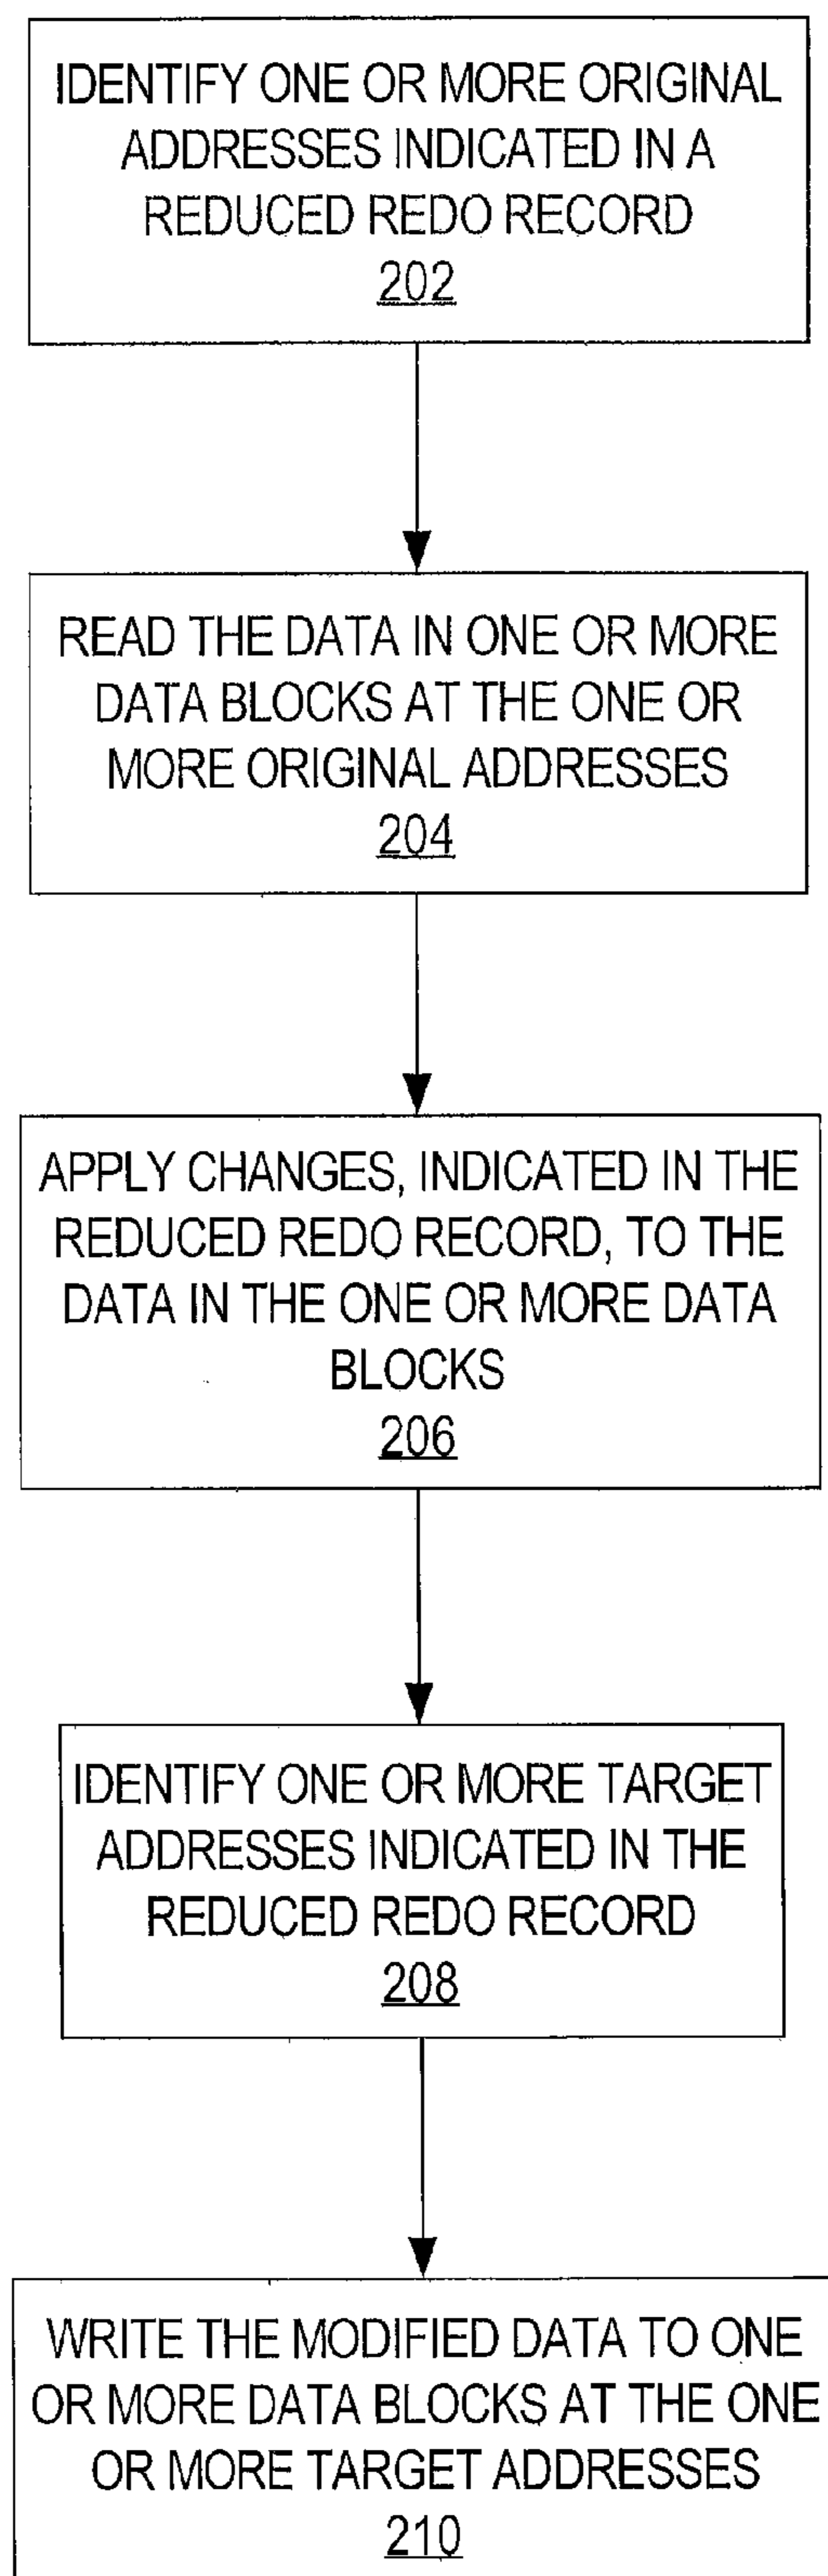 IDENTIFY ONE OR MORE ORIGINAL
ADDRESSES INDICATED IN A
REDUCED REDO RECORD
202
READ THE DATA IN ONE OR MORE
DATA BLOCKS AT THE ONE OR
MORE ORIGINAL ADDRESSES
204
APPLY CHANGES, INDICATED IN THE
REDUCED REDO RECORD, TO THE
DATA IN THE ONE OR MORE DATA
BLOCKS
206
IDENTIFY ONE OR MORE TARGET
ADDRESSES INDICATED IN THE
REDUCED REDO RECORD
208
WRITE THE MODIFIED DATA TO ONE
OR MORE DATA BLOCKS AT THE ONE
OR MORE TARGET ADDRESSES
210